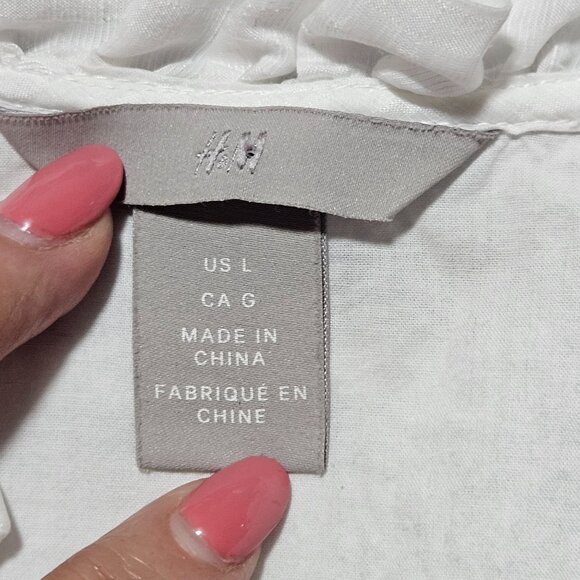 H&M
US L
CA G
MADE IN
CHINA
FABRIQUÉ EN
CHINE